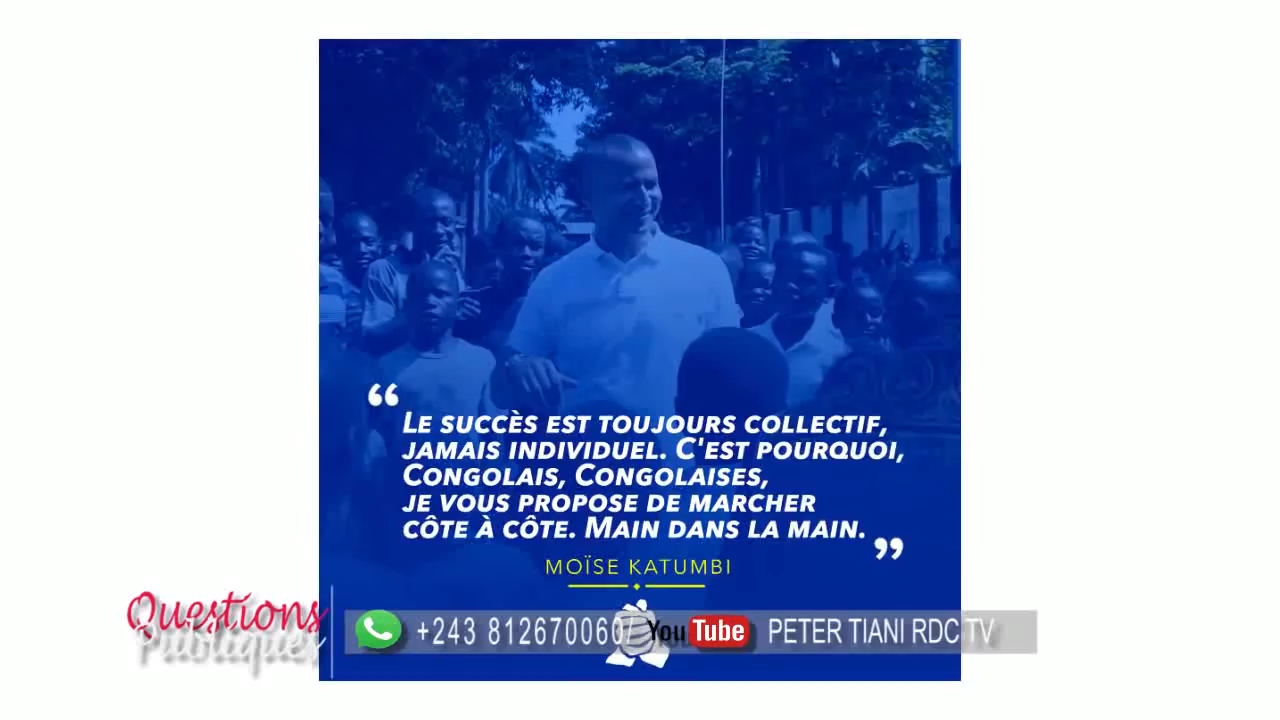 “ LE SUCCÈS EST TOUJOURS COLLECTIF,
JAMAIS INDIVIDUEL. C'EST POURQUOI,
CONGOLAIS, CONGOLAISES,
JE VOUS PROPOSE DE MARCHER
CÔTE À CÔTE. MAIN DANS LA MAIN. ”
MOÏSE KATUMBI
Questions
Publiques
+243 812670060/ YouTube PETER TIANI RDC TV